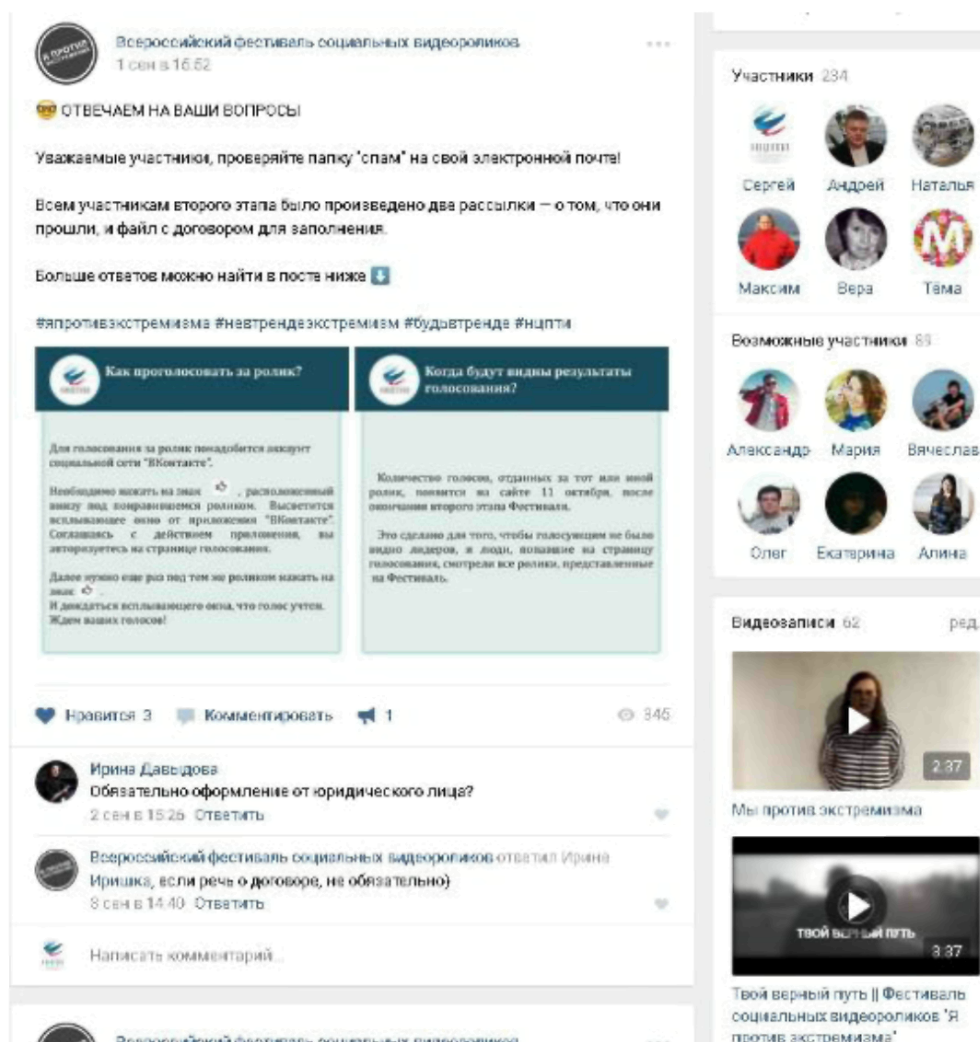 Всероссийский фестиваль социальных видеороликов
1 сен в 15:52
ОТВЕЧАЕМ НА ВАШИ ВОПРОСЫ
Уважаемые участники, проверяйте папку "спам" на свой электронной почте!
Всем участникам второго этапа было произведено две рассылки — о том, что они
прошли, и файл с договором для заполнения.
Больше ответов можно найти в посте ниже
#япротивэкстремизма #невтрендеэкстремизм #будьвтренде #нцпти
Как проголосовать за ролик?
Для голосования за ролик понадобится аккаунт
социальной сети "ВКонтакте".
Необходимо нажать на знак , расположенный
внизу под понравившемся роликом. Высветится
всплывающее окно от приложения "ВКонтакте".
Соглашаясь с действием приложения, вы
авторизуетесь на странице голосования.
Далее нужно еще раз под тем же роликом нажать на
знак .
И дождаться всплывающего окна, что голос учтен.
Ждем ваших голосов!
Когда будут видны результаты
голосования?
Количество голосов, отданных за тот или иной
ролик, появится на сайте 11 октября, после
окончания второго этапа Фестиваля.
Это сделано для того, чтобы голосующим не было
видно лидеров, и люди, попавшие на страницу
голосования, смотрели все ролики, представленные
на Фестиваль.
Нравится 3
Комментировать
1
345
Ирина Давыдова
Обязательно оформление от юридического лица?
2 сен в 15:26 Ответить
Всероссийский фестиваль социальных видеороликов ответил Ирине
Иришка, если речь о договоре, не обязательно)
3 сен в 14:40 Ответить
Написать комментарий...
Всероссийский фестиваль социальных видеороликов
Участники 234
Сергей Андрей Наталья
М
Максим Вера Тёма
Возможные участники 89
Александр Мария Вячеслав
Олег Екатерина Алина
Видеозаписи 62 ред.
2:37
Мы против экстремизма
ТВОЙ ВЕРНЫЙ ПУТЬ
3:37
Твой верный путь || Фестиваль
социальных видеороликов "Я
против экстремизма"